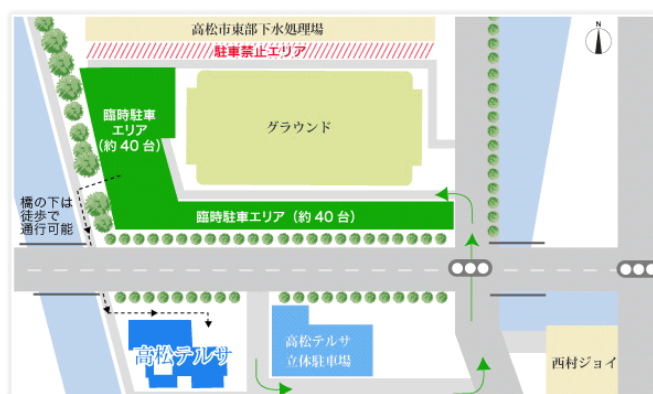 高松市東部下水処理場
駐車禁止エリア
N
臨時駐車
エリア
(約40台)
グラウンド
橋の下は
徒歩で
通行可能
臨時駐車エリア(約40台)
高松テルサ
高松テルサ
立体駐車場
西村ジョイ